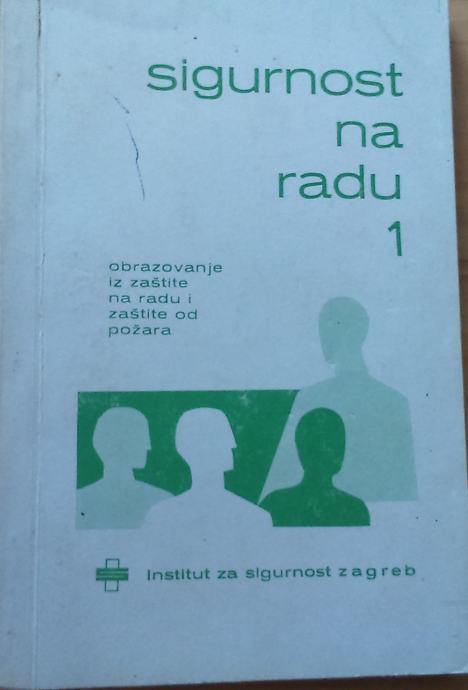 sigurnost
na
radu
1
obrazovanje
iz zaštite
na radu i
zaštite od
požara
institut za sigurnost zagreb